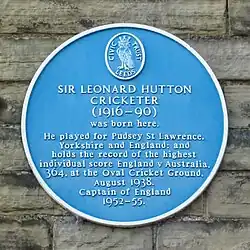 CIVIC TRUST
LEEDS
SIR LEONARD HUTTON
CRICKETER
(1916-90)
was born here.
He played for Pudsey St Lawrence,
Yorkshire and England; and
holds the record of the highest
individual score England v Australia,
364, at the Oval Cricket Ground,
August 1938.
Captain of England
1952-55.